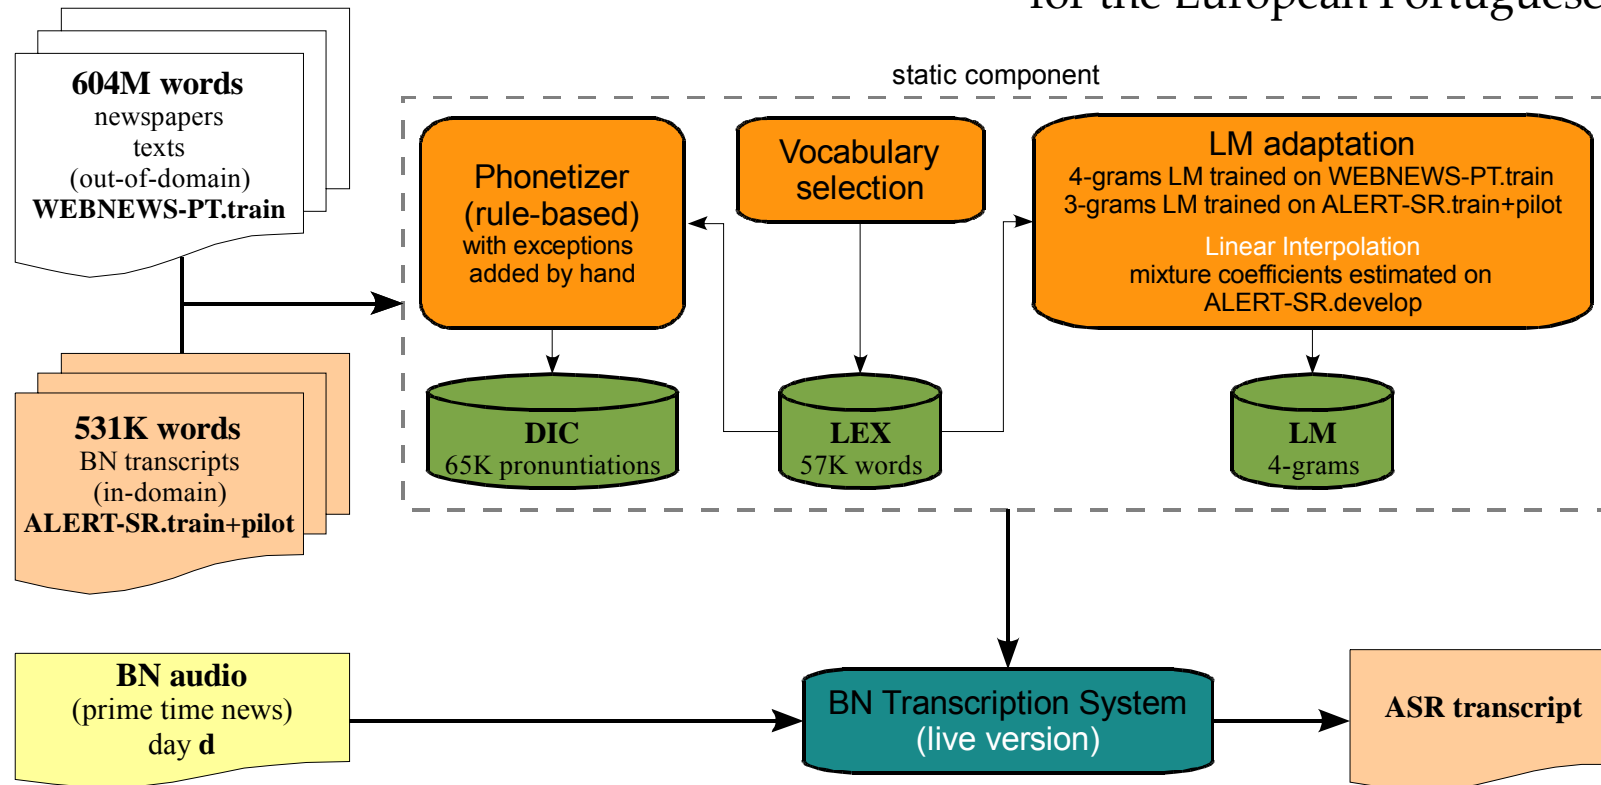 for the European Portuguese
static component
604M words
newspapers
texts
(out-of-domain)
WEBNEWS-PT.train
Phonetizer
(rule-based)
with exceptions
added by hand
Vocabulary
selection
LM adaptation
4-grams LM trained on WEBNEWS-PT.train
3-grams LM trained on ALERT-SR.train+pilot
Linear Interpolation
mixture coefficients estimated on
ALERT-SR.develop
531K words
BN transcripts
(in-domain)
ALERT-SR.train+pilot
DIC
65K pronuntiations
LEX
57K words
LM
4-grams
BN audio
(prime time news)
day d
BN Transcription System
(live version)
ASR transcript